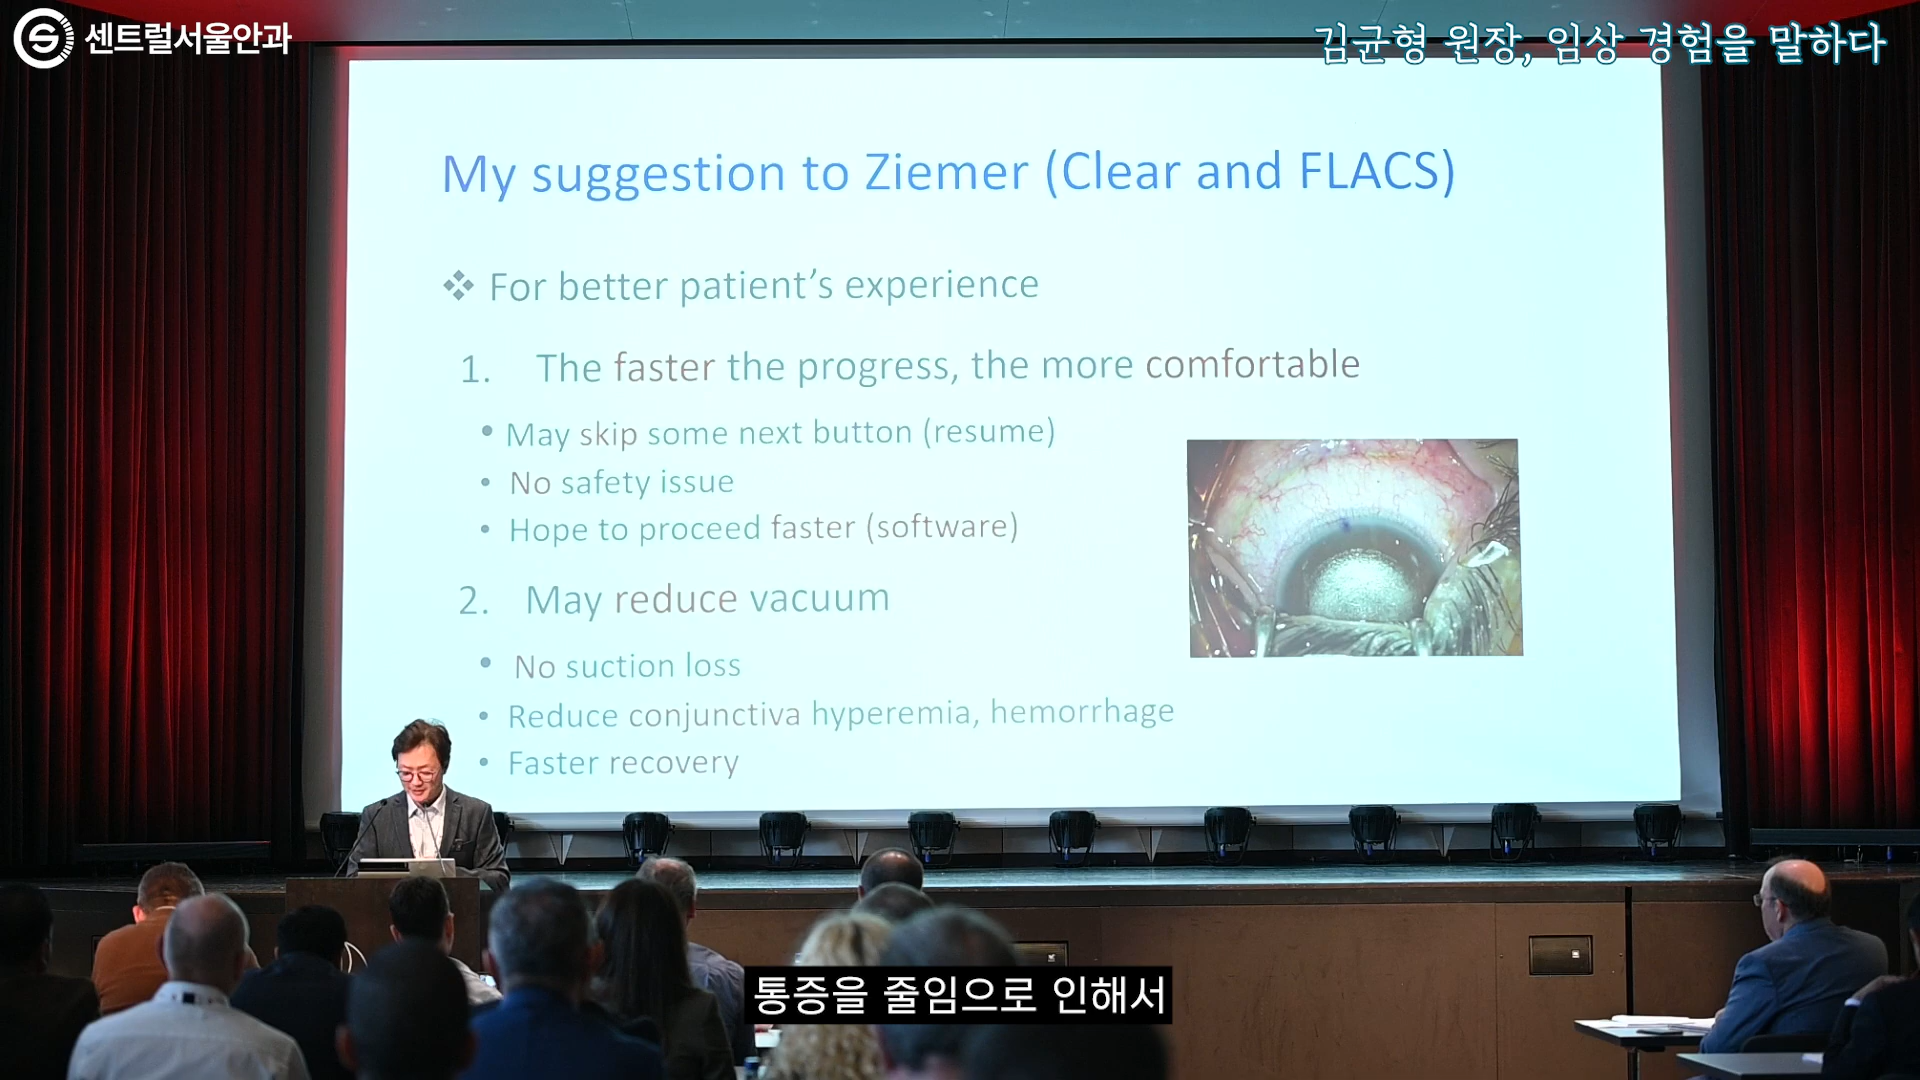 센트럴서울안과
김균형 원장, 임상 경험을 말하다
My suggestion to Ziemer (Clear and FLACS)
❖ For better patient's experience
1. The faster the progress, the more comfortable
• May skip some next button (resume)
• No safety issue
• Hope to proceed faster (software)
2. May reduce vacuum
• No suction loss
• Reduce conjunctiva hyperemia, hemorrhage
• Faster recovery
통증을 줄임으로 인해서